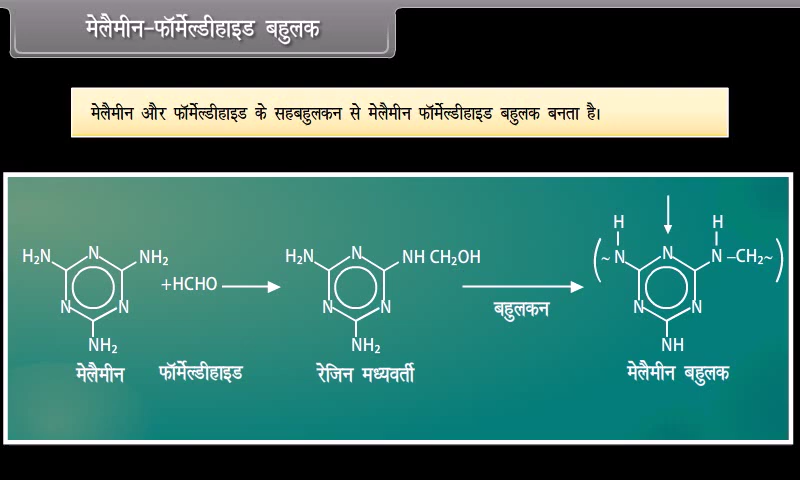 मेलैमीन-फॉर्मेल्डीहाइड बहुलक
मेलैमीन और फॉर्मेल्डीहाइड के सहबहुलकन से मेलैमीन फॉर्मेल्डीहाइड बहुलक बनता है।
H₂N N NH₂ N N NH₂
+HCHO
H₂N N NH CH₂OH N N NH₂
बहुलकन
( ~ H N N H N –CH₂~ ) N N NH
मेलैमीन फॉर्मेल्डीहाइड रेजिन मध्यवर्ती मेलैमीन बहुलक